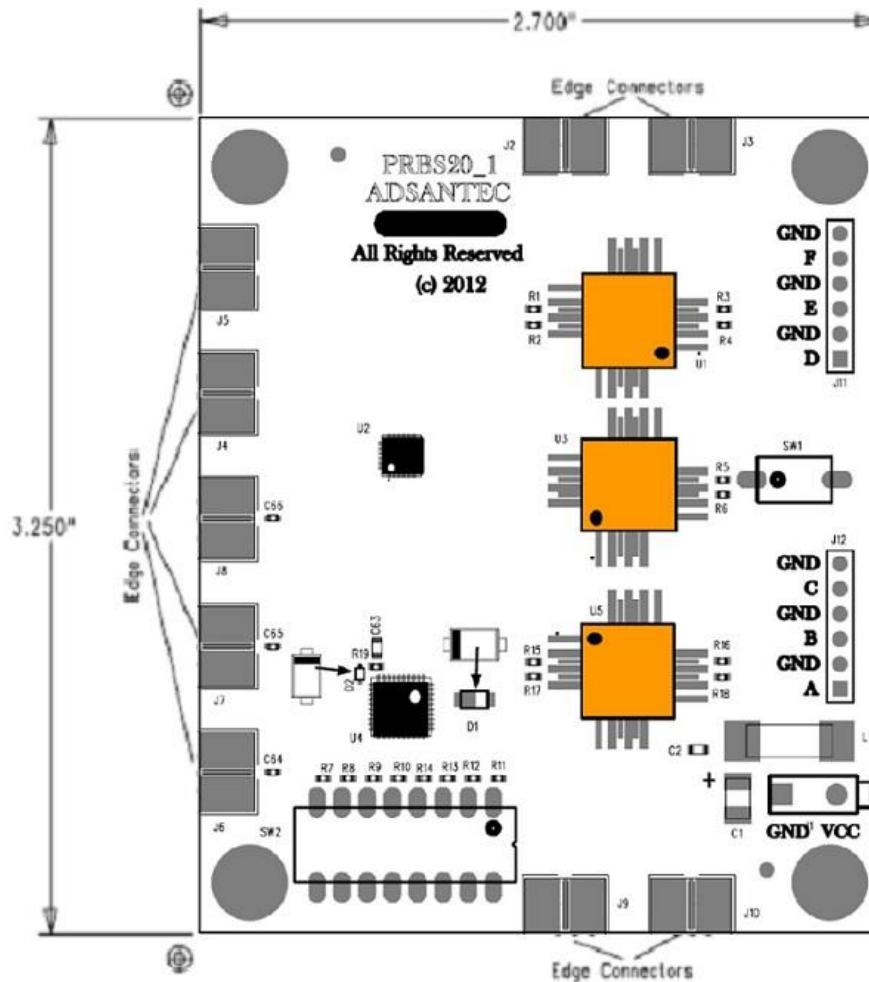 2.700"
Edge Connectors
J2
J3
PRBS20_1
ADSANTEC
All Rights Reserved
(c) 2012
GND
F
GND
E
GND
D
J11
R1
R2
R3
R4
U1
J5
J4
U2
U3
R5
R6
SW1
3.250"
Edge Connectors
C66
J8
J12
GND
C
GND
B
GND
A
C65
J7
C63
R19
D2
U4
D1
U5
R15
R17
R16
R18
C64
J6
R7 R8 R9 R10 R14 R13 R12 R11
SW2
C2
L
+
C1
GND J1 VCC
J9
J10
Edge Connectors